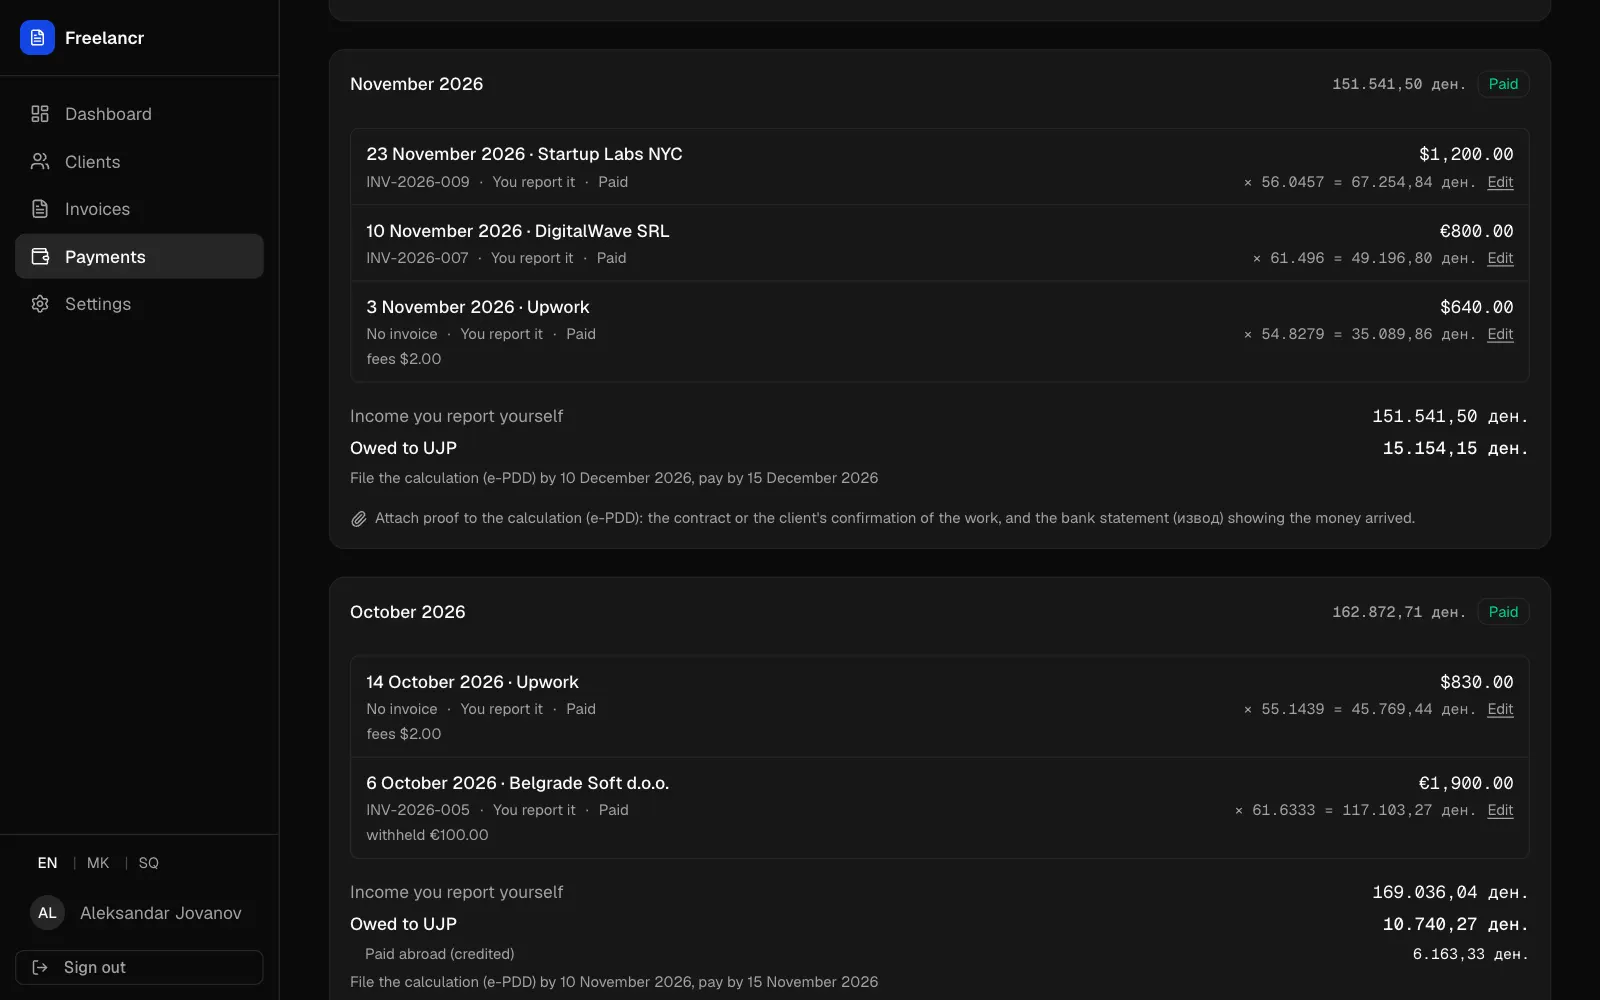 Freelancr
Dashboard
Clients
Invoices
Payments
Settings
EN | MK | SQ
AL Aleksandar Jovanov
Sign out
November 2026 151.541,50 ден. Paid
23 November 2026 · Startup Labs NYC $1,200.00
INV-2026-009 · You report it · Paid × 56.0457 = 67.254,84 ден. Edit
10 November 2026 · DigitalWave SRL €800.00
INV-2026-007 · You report it · Paid × 61.496 = 49.196,80 ден. Edit
3 November 2026 · Upwork $640.00
No invoice · You report it · Paid × 54.8279 = 35.089,86 ден. Edit
fees $2.00
Income you report yourself 151.541,50 ден.
Owed to UJP 15.154,15 ден.
File the calculation (e-PDD) by 10 December 2026, pay by 15 December 2026
Attach proof to the calculation (e-PDD): the contract or the client's confirmation of the work, and the bank statement (извод) showing the money arrived.
October 2026 162.872,71 ден. Paid
14 October 2026 · Upwork $830.00
No invoice · You report it · Paid × 55.1439 = 45.769,44 ден. Edit
fees $2.00
6 October 2026 · Belgrade Soft d.o.o. €1,900.00
INV-2026-005 · You report it · Paid × 61.6333 = 117.103,27 ден. Edit
withheld €100.00
Income you report yourself 169.036,04 ден.
Owed to UJP 10.740,27 ден.
Paid abroad (credited) 6.163,33 ден.
File the calculation (e-PDD) by 10 November 2026, pay by 15 November 2026